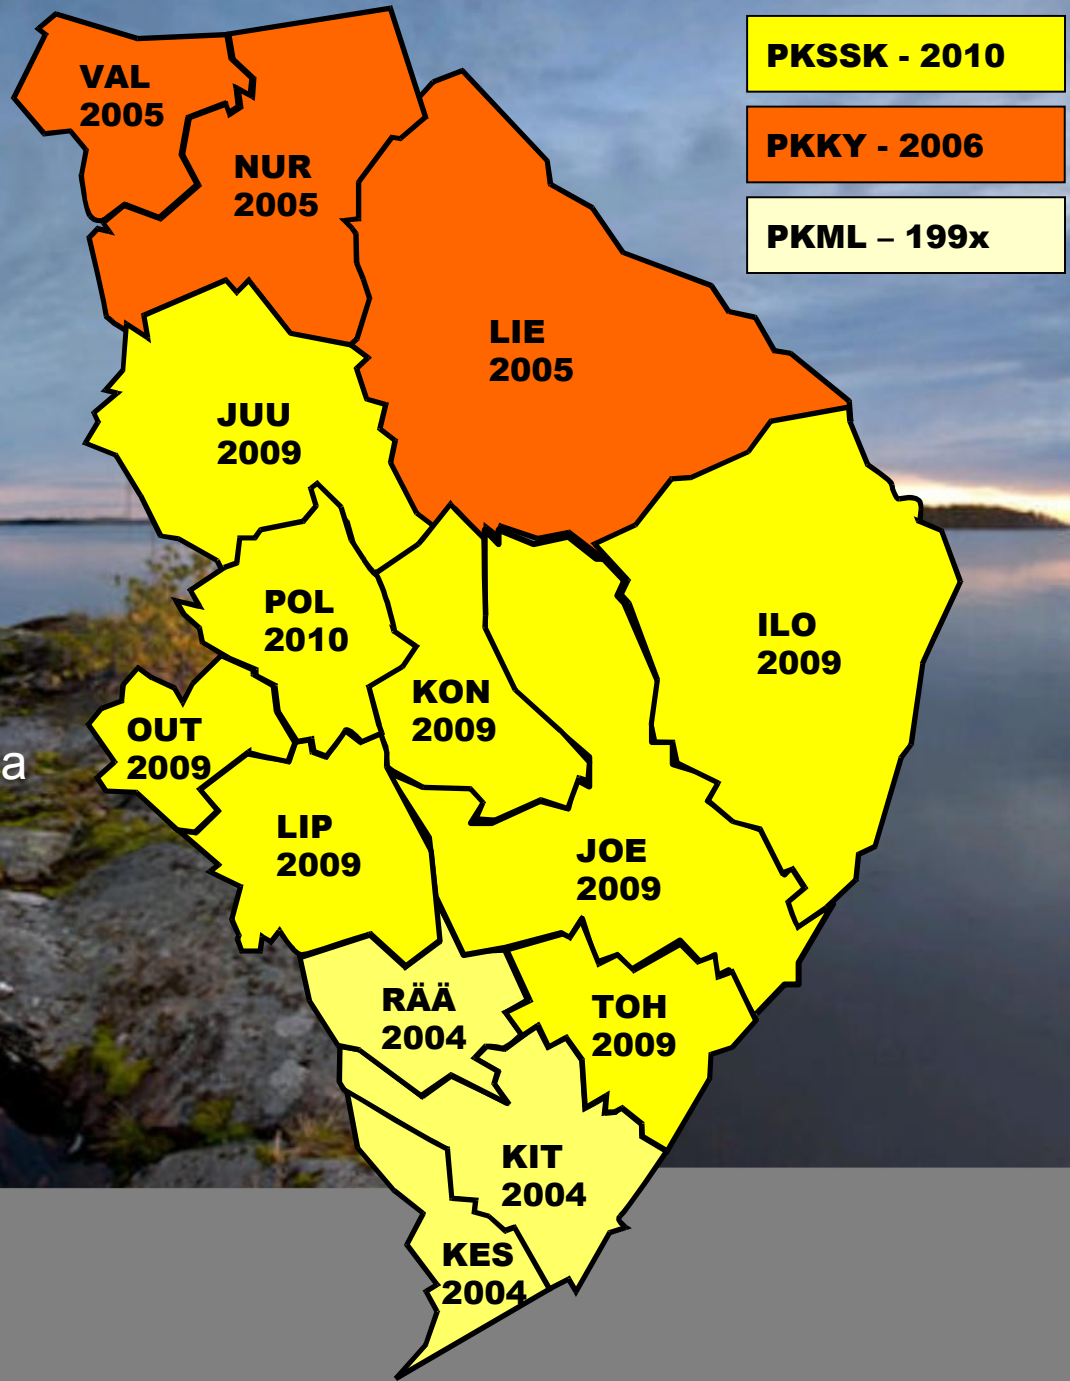 PKSSK - 2010
PKKY - 2006
PKML – 199x
VAL
2005
NUR
2005
LIE
2005
JUU
2009
POL
2010
ILO
2009
KON
2009
OUT
2009
a
LIP
2009
JOE
2009
RÄÄ
2004
TOH
2009
KIT
2004
KES
2004